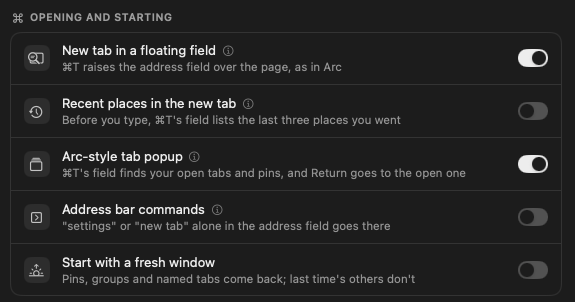 ⌘ OPENING AND STARTING
New tab in a floating field
⌘T raises the address field over the page, as in Arc
Recent places in the new tab
Before you type, ⌘T's field lists the last three places you went
Arc-style tab popup
⌘T's field finds your open tabs and pins, and Return goes to the open one
Address bar commands
"settings" or "new tab" alone in the address field goes there
Start with a fresh window
Pins, groups and named tabs come back; last time's others don't